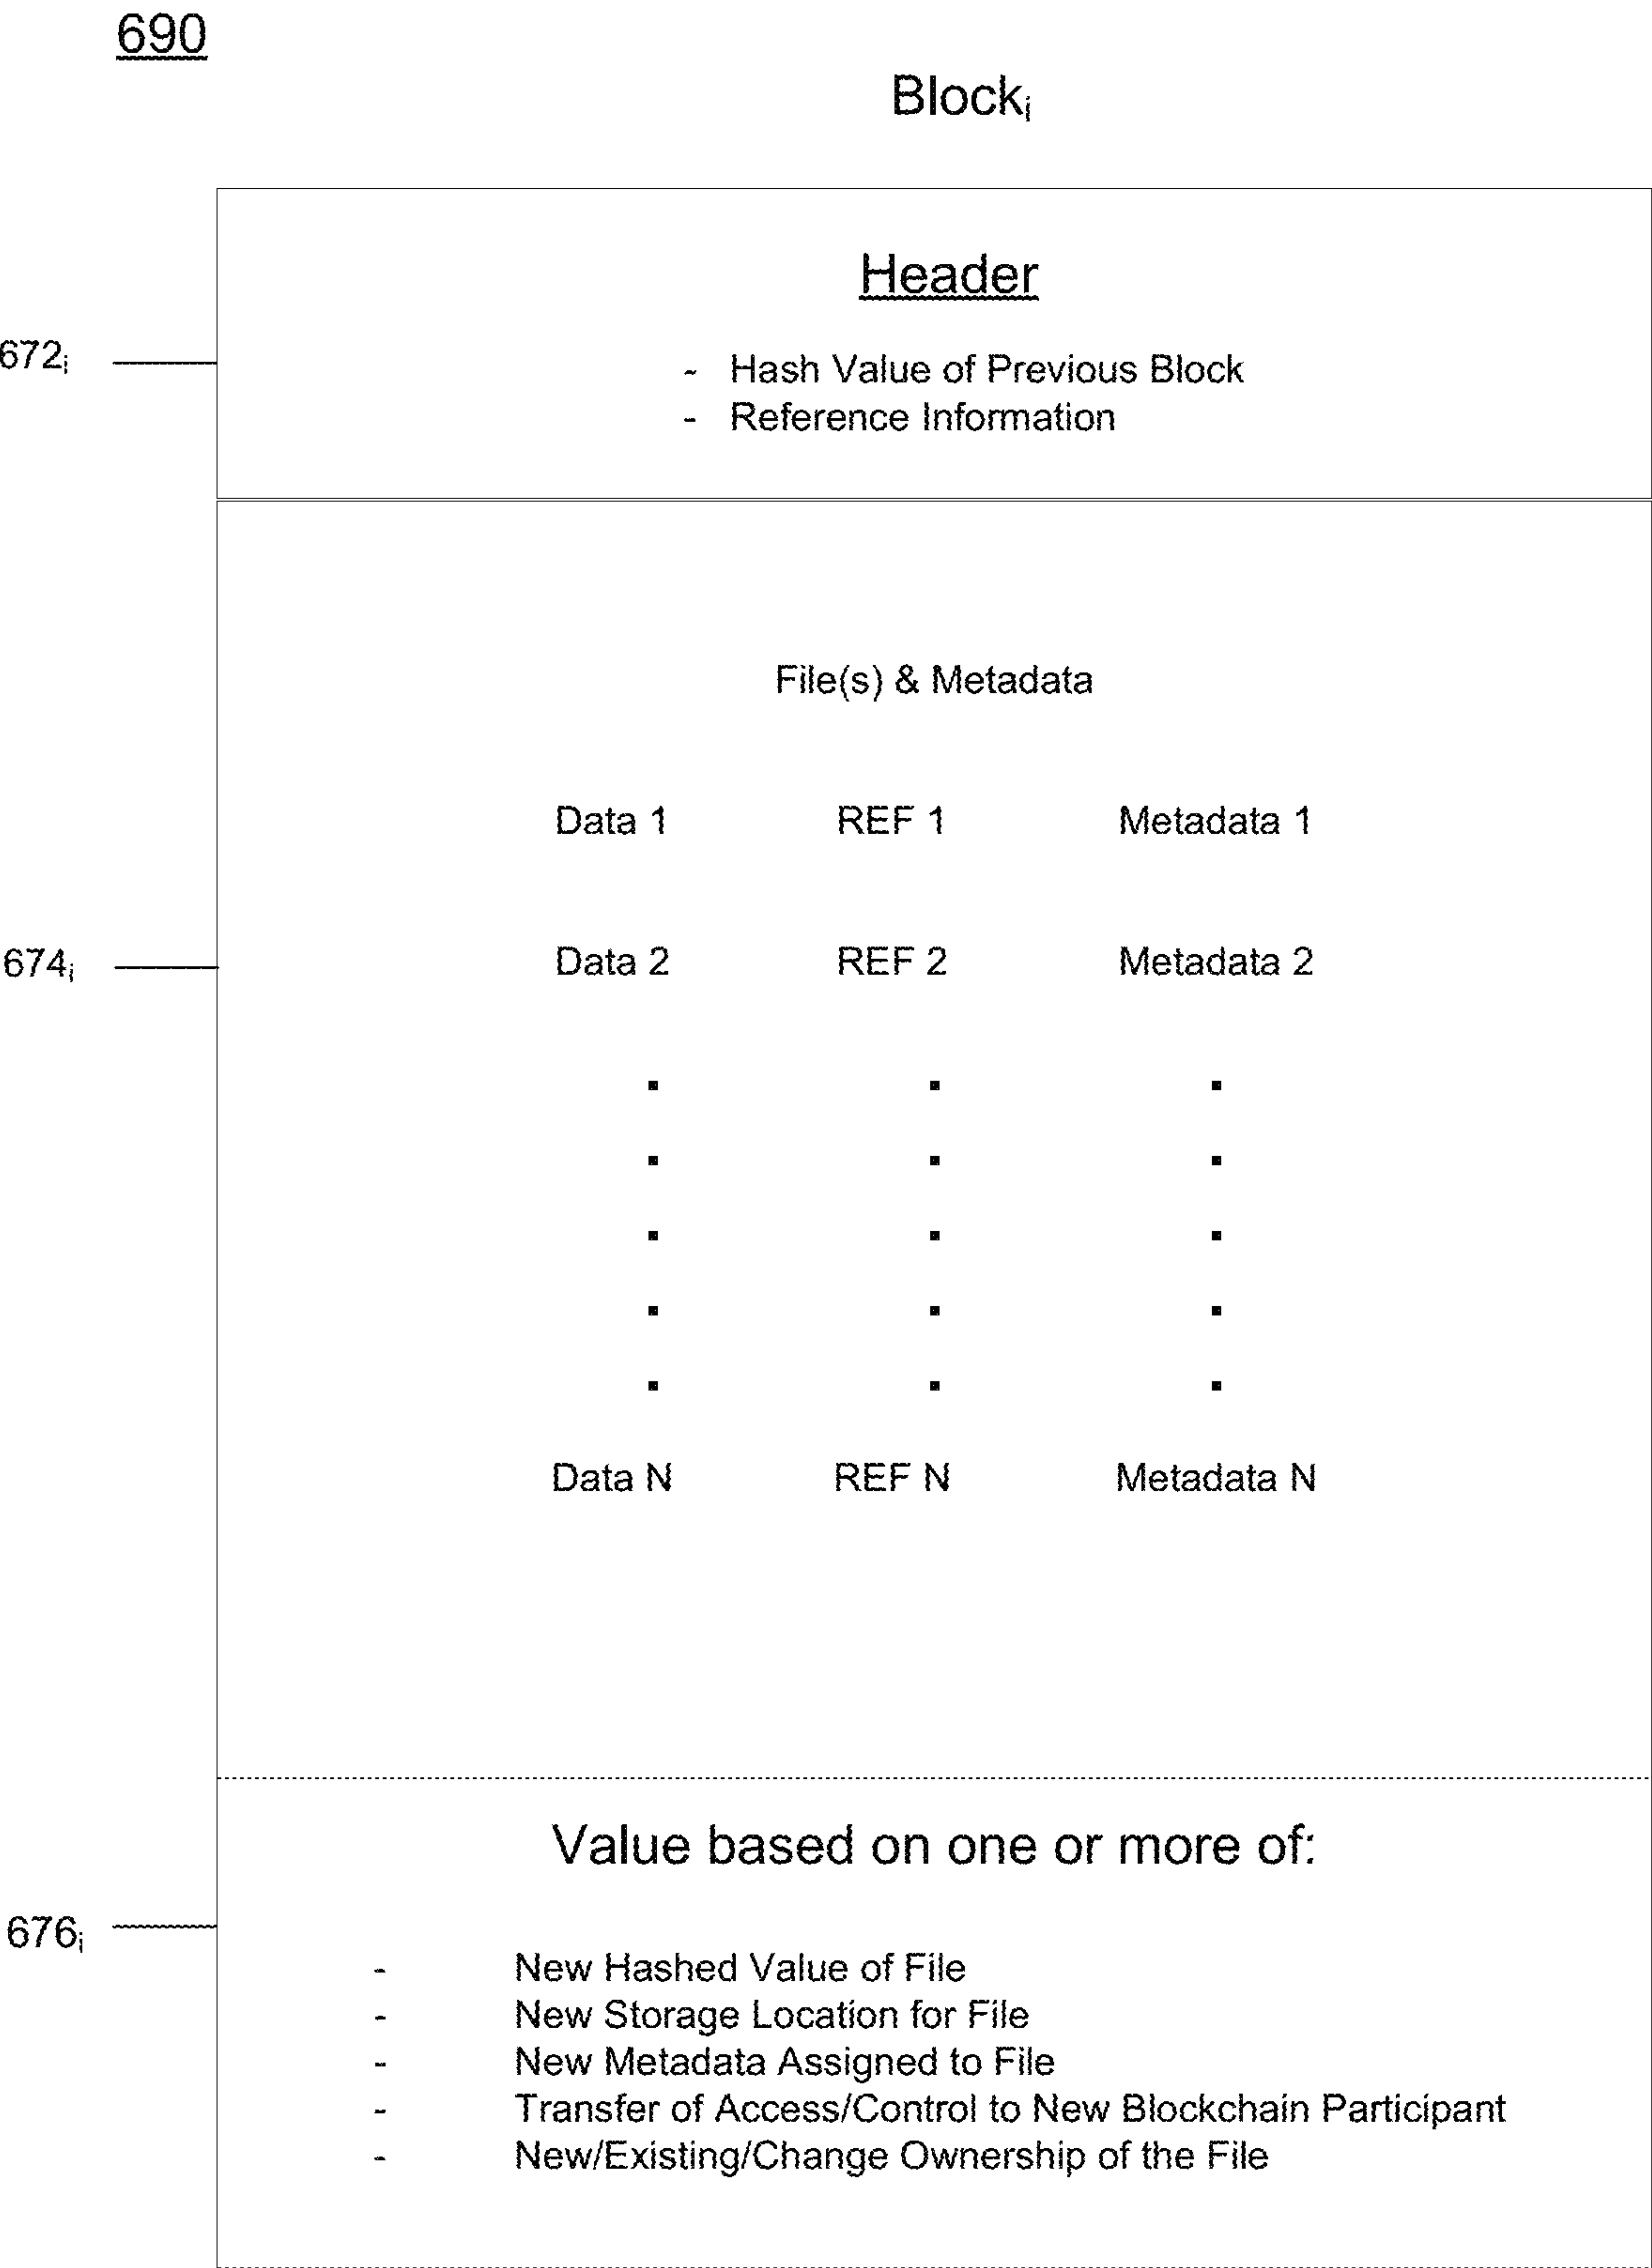 690
Blockᵢ
Header
672ᵢ
- Hash Value of Previous Block
- Reference Information
File(s) & Metadata
Data 1 REF 1 Metadata 1
674ᵢ
Data 2 REF 2 Metadata 2
Data N REF N Metadata N
Value based on one or more of:
676ᵢ
- New Hashed Value of File
- New Storage Location for File
- New Metadata Assigned to File
- Transfer of Access/Control to New Blockchain Participant
- New/Existing/Change Ownership of the File